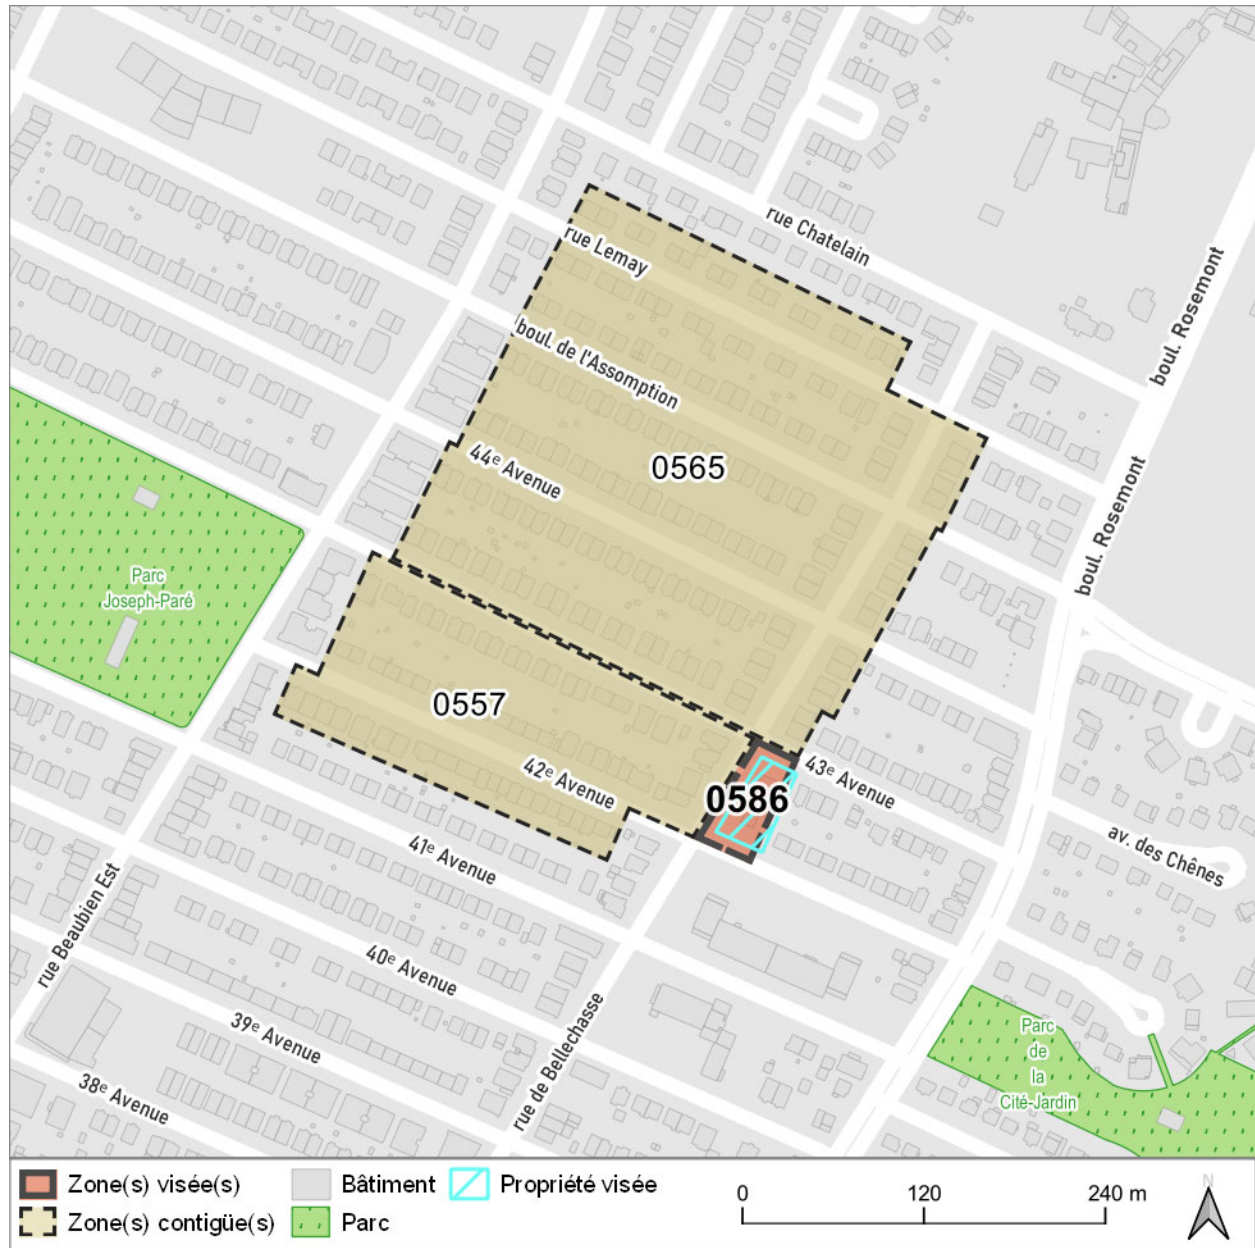 rue Chatelain
rue Lemay
boul. Rosemont
boul. de l'Assomption
0565
44e Avenue
boul. Rosemont
Parc
Joseph-Paré
0557
42e Avenue
0586
43e Avenue
41e Avenue
av. des Chênes
rue Beaubien Est
40e Avenue
39e Avenue
rue de Bellechasse
38e Avenue
Parc
de
la
Cité-Jardin
Zone(s) visée(s)
Bâtiment
Propriété visée
Zone(s) contigüe(s)
Parc
0 120 240 m
N